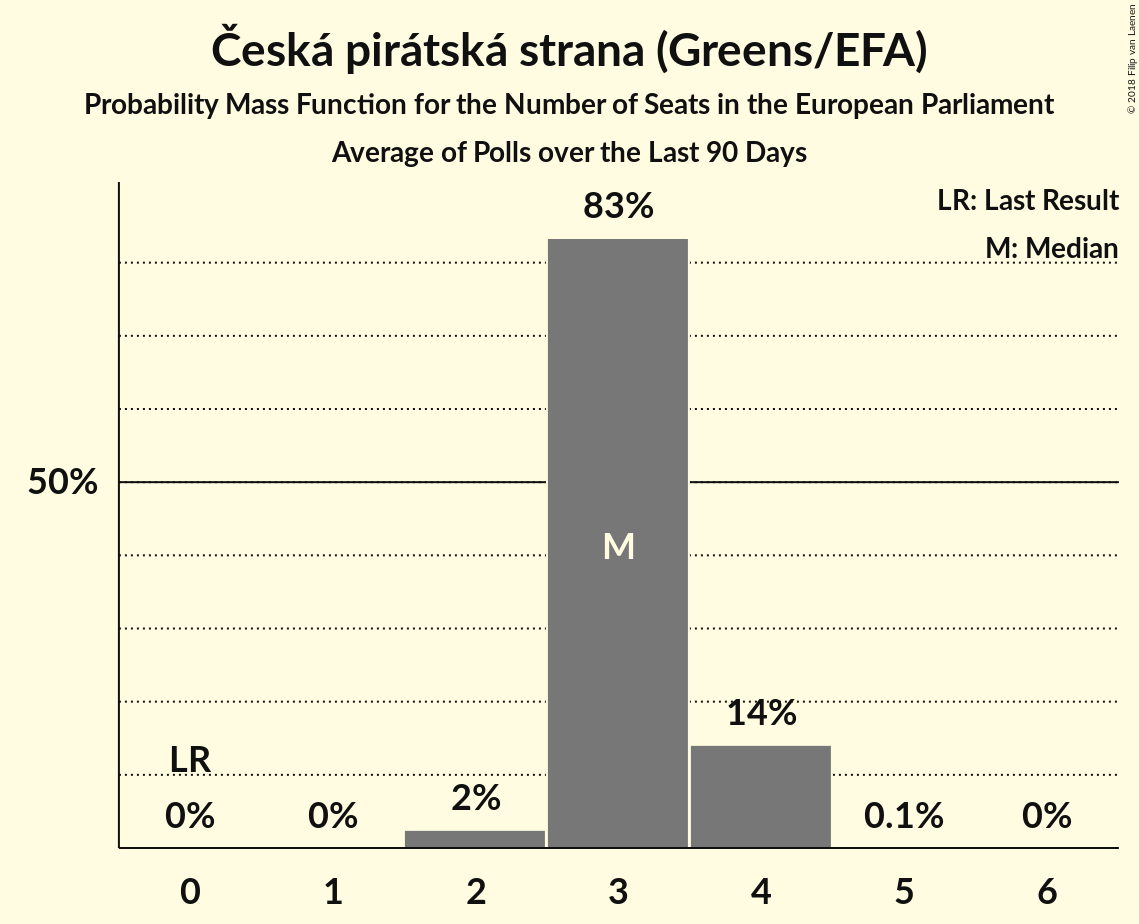 Česká pirátská strana (Greens/EFA)
Probability Mass Function for the Number of Seats in the European Parliament
Average of Polls over the Last 90 Days
© 2018 Filip van Laenen
LR: Last Result
M: Median
83%
50%
M
14%
LR
0%
0%
2%
0.1%
0%
0
1
2
3
4
5
6